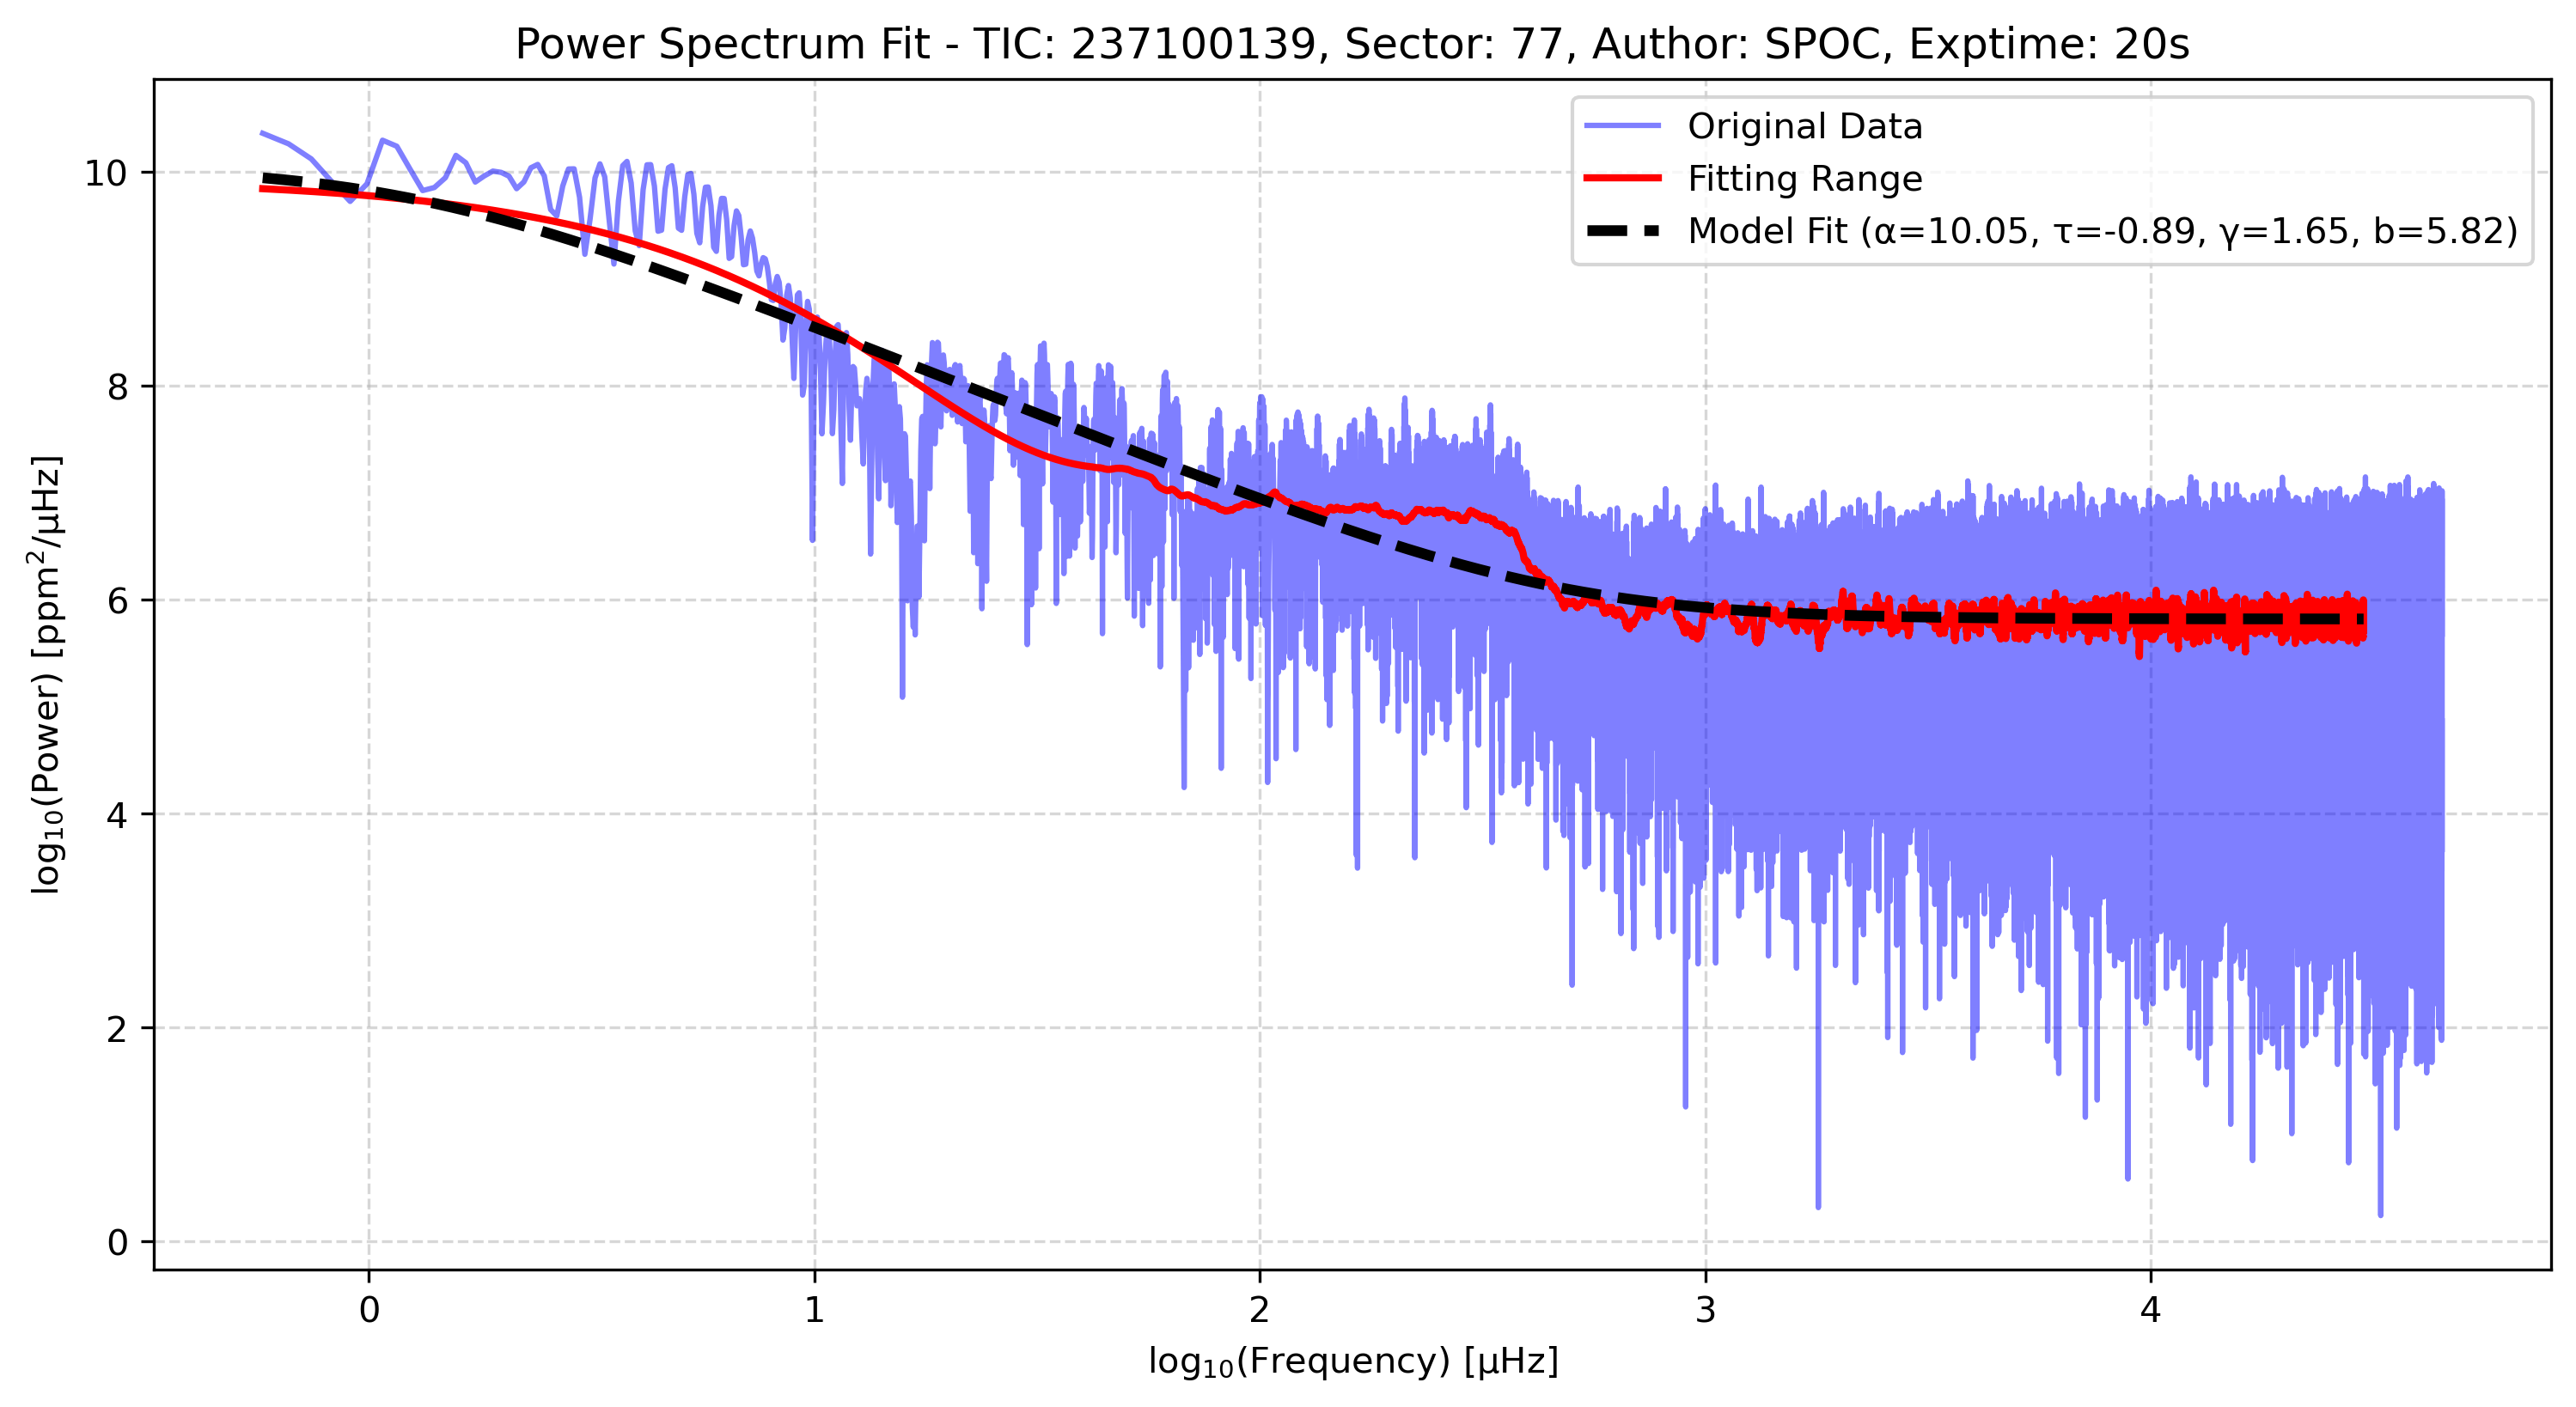 Power Spectrum Fit - TIC: 237100139, Sector: 77, Author: SPOC, Exptime: 20s
Original Data
Fitting Range
Model Fit (α=10.05, τ=-0.89, γ=1.65, b=5.82)
log₁₀(Power) [ppm²/μHz]
10
8
6
4
2
0
0 1 2 3 4
log₁₀(Frequency) [μHz]